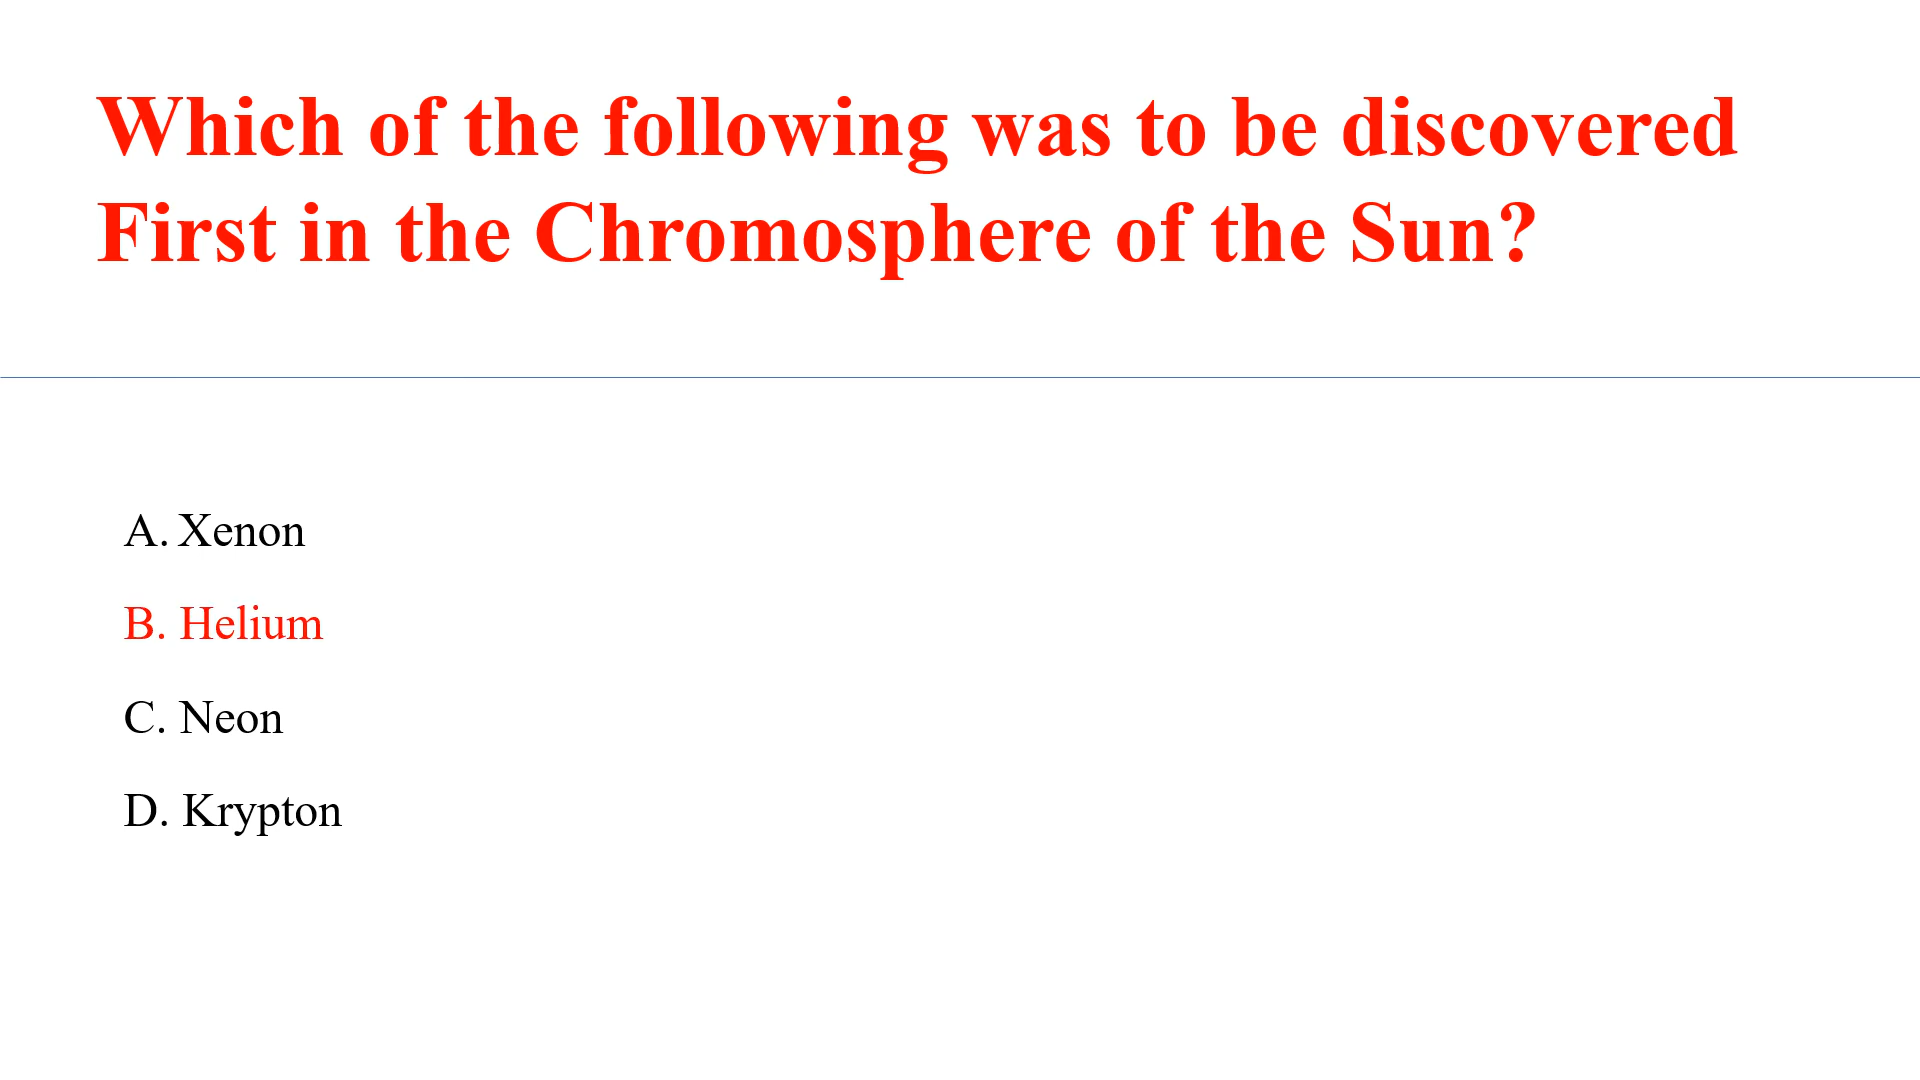 Which of the following was to be discovered
First in the Chromosphere of the Sun?
A. Xenon
B. Helium
C. Neon
D. Krypton